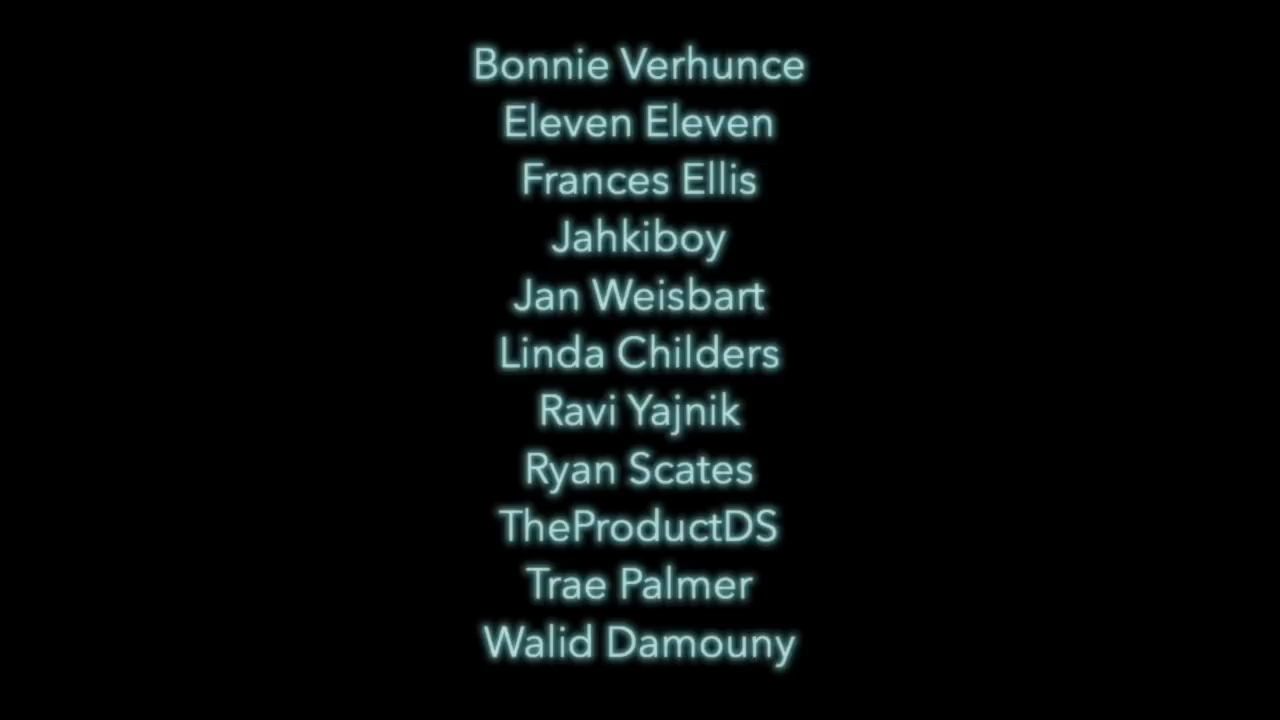 Bonnie Verhunce
Eleven Eleven
Frances Ellis
Jahkiboy
Jan Weisbart
Linda Childers
Ravi Yajnik
Ryan Scates
TheProductDS
Trae Palmer
Walid Damouny